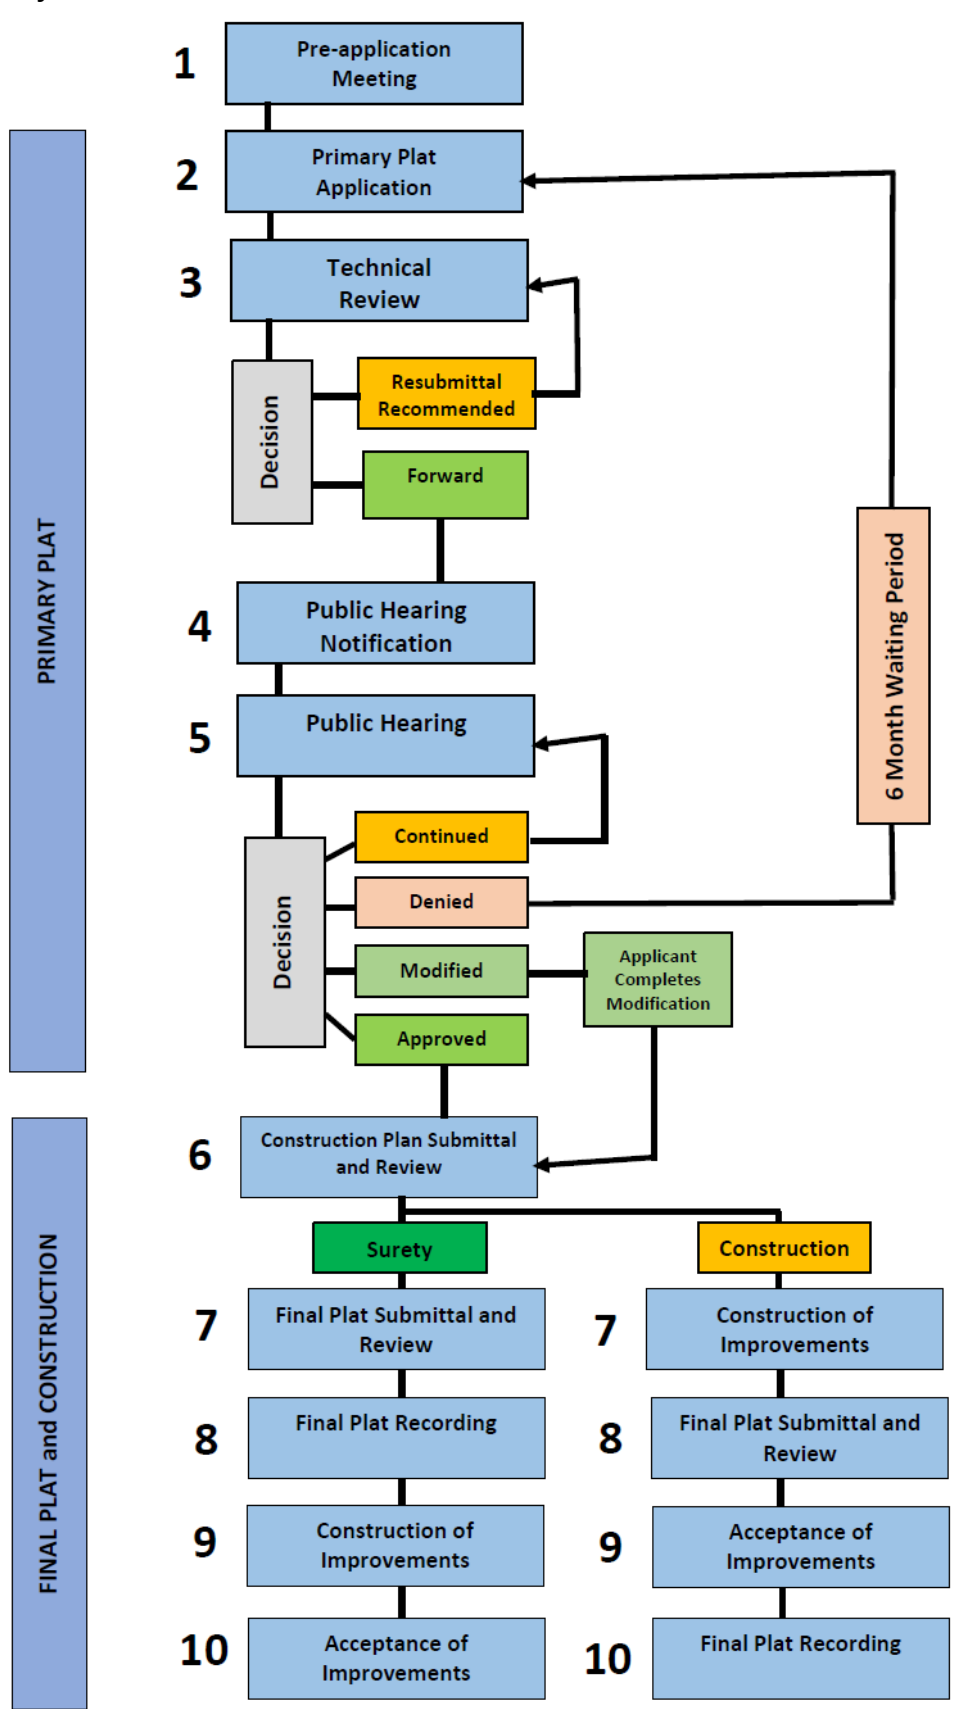 1
Pre-application
Meeting
PRIMARY PLAT
2
Primary Plat
Application
3
Technical
Review
Decision
Resubmittal
Recommended
Forward
6 Month Waiting Period
4
Public Hearing
Notification
5
Public Hearing
Decision
Continued
Denied
Modified
Applicant
Completes
Modification
Approved
FINAL PLAT and CONSTRUCTION
6
Construction Plan Submittal
and Review
Surety
7
Final Plat Submittal and
Review
8
Final Plat Recording
9
Construction of
Improvements
10
Acceptance of
Improvements
Construction
7
Construction of
Improvements
8
Final Plat Submittal and
Review
9
Acceptance of
Improvements
10
Final Plat Recording